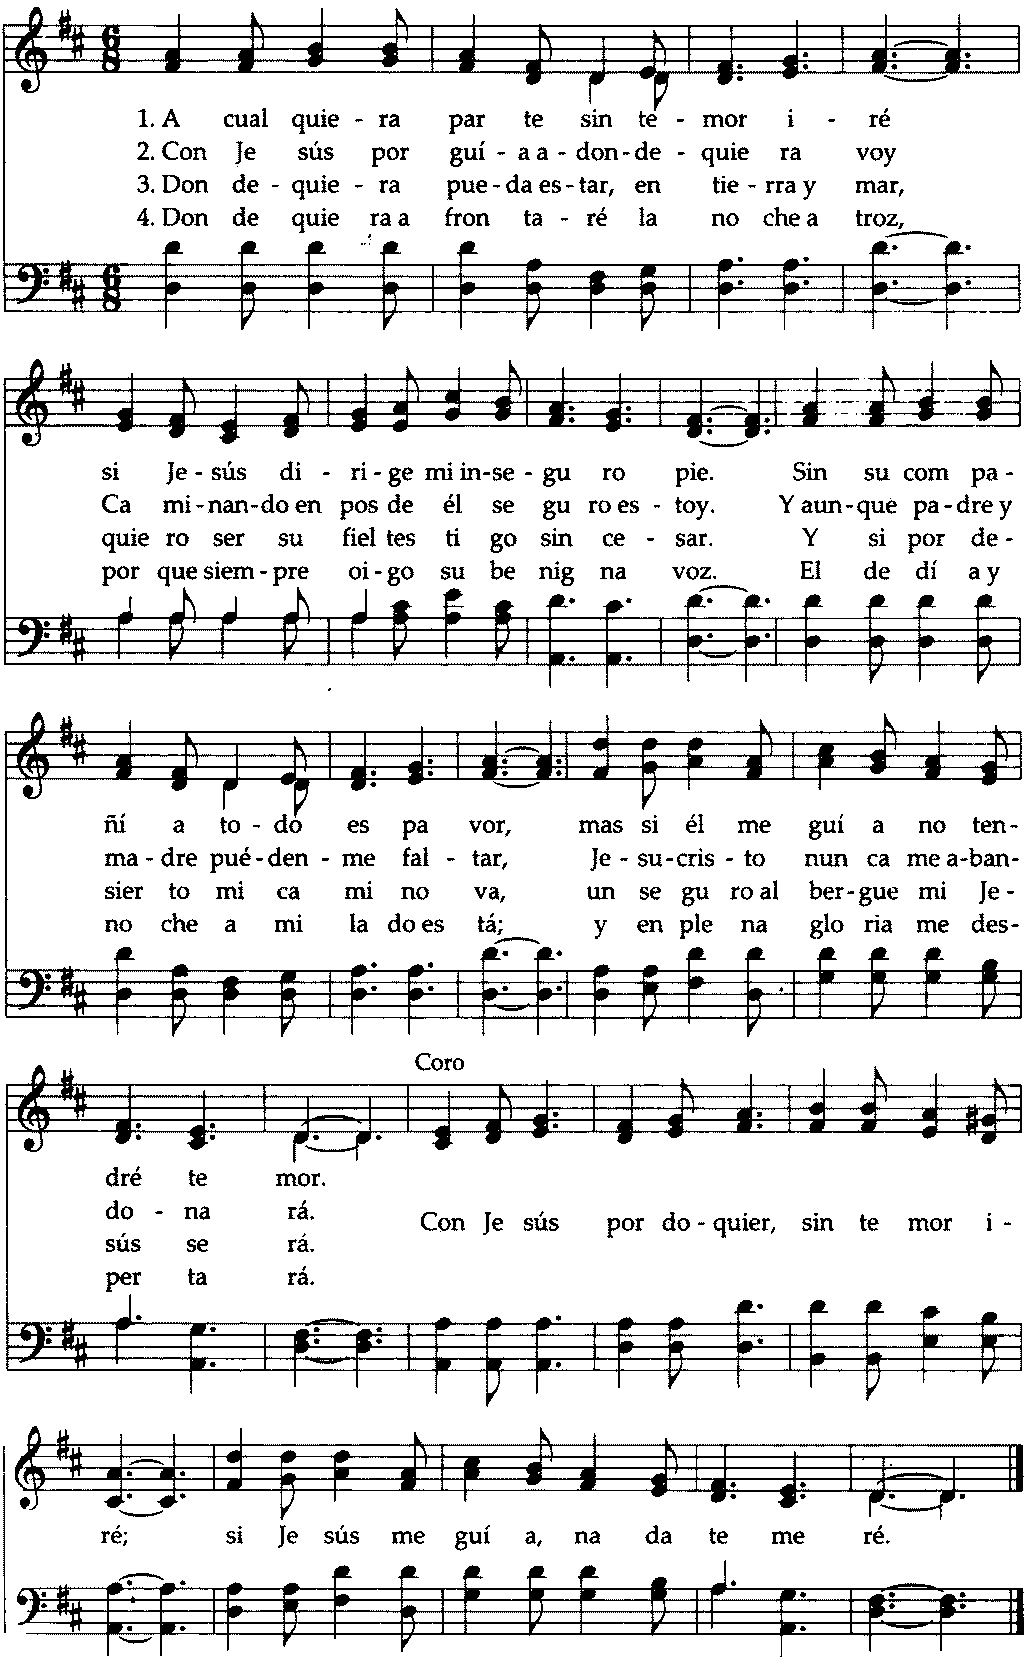 1. A cual quie - ra par te sin te - mor i - ré
2. Con Je sús por guí - a a - don - de - quie ra voy
3. Don de - quie - ra pue - da es - tar, en tie - rra y mar,
4. Don de quie ra a fron ta - ré la no che a troz,
si Je - sús di - ri - ge mi in - se - gu ro pie. Sin su com pa -
Ca mi - nan - do en pos de él se gu ro es - toy. Y aun - que pa - dre y
quie ro ser su fiel tes ti go sin ce - sar. Y si por de -
por que siem - pre oi - go su be nig na voz. El de dí a y
ñí a to - do es pa vor, mas si él me guí a no ten -
ma - dre pué - den - me fal - tar, Je - su - cris - to nun ca me a - ban -
sier to mi ca mi no va, un se gu ro al ber - gue mi Je -
no che a mi la do es tá; y en ple na glo ria me des -
Coro
dré te mor.
do - na rá.
sús se rá.
per ta rá.
Con Je sús por do - quier, sin te mor i -
ré; si Je sús me guí a, na da te me ré.